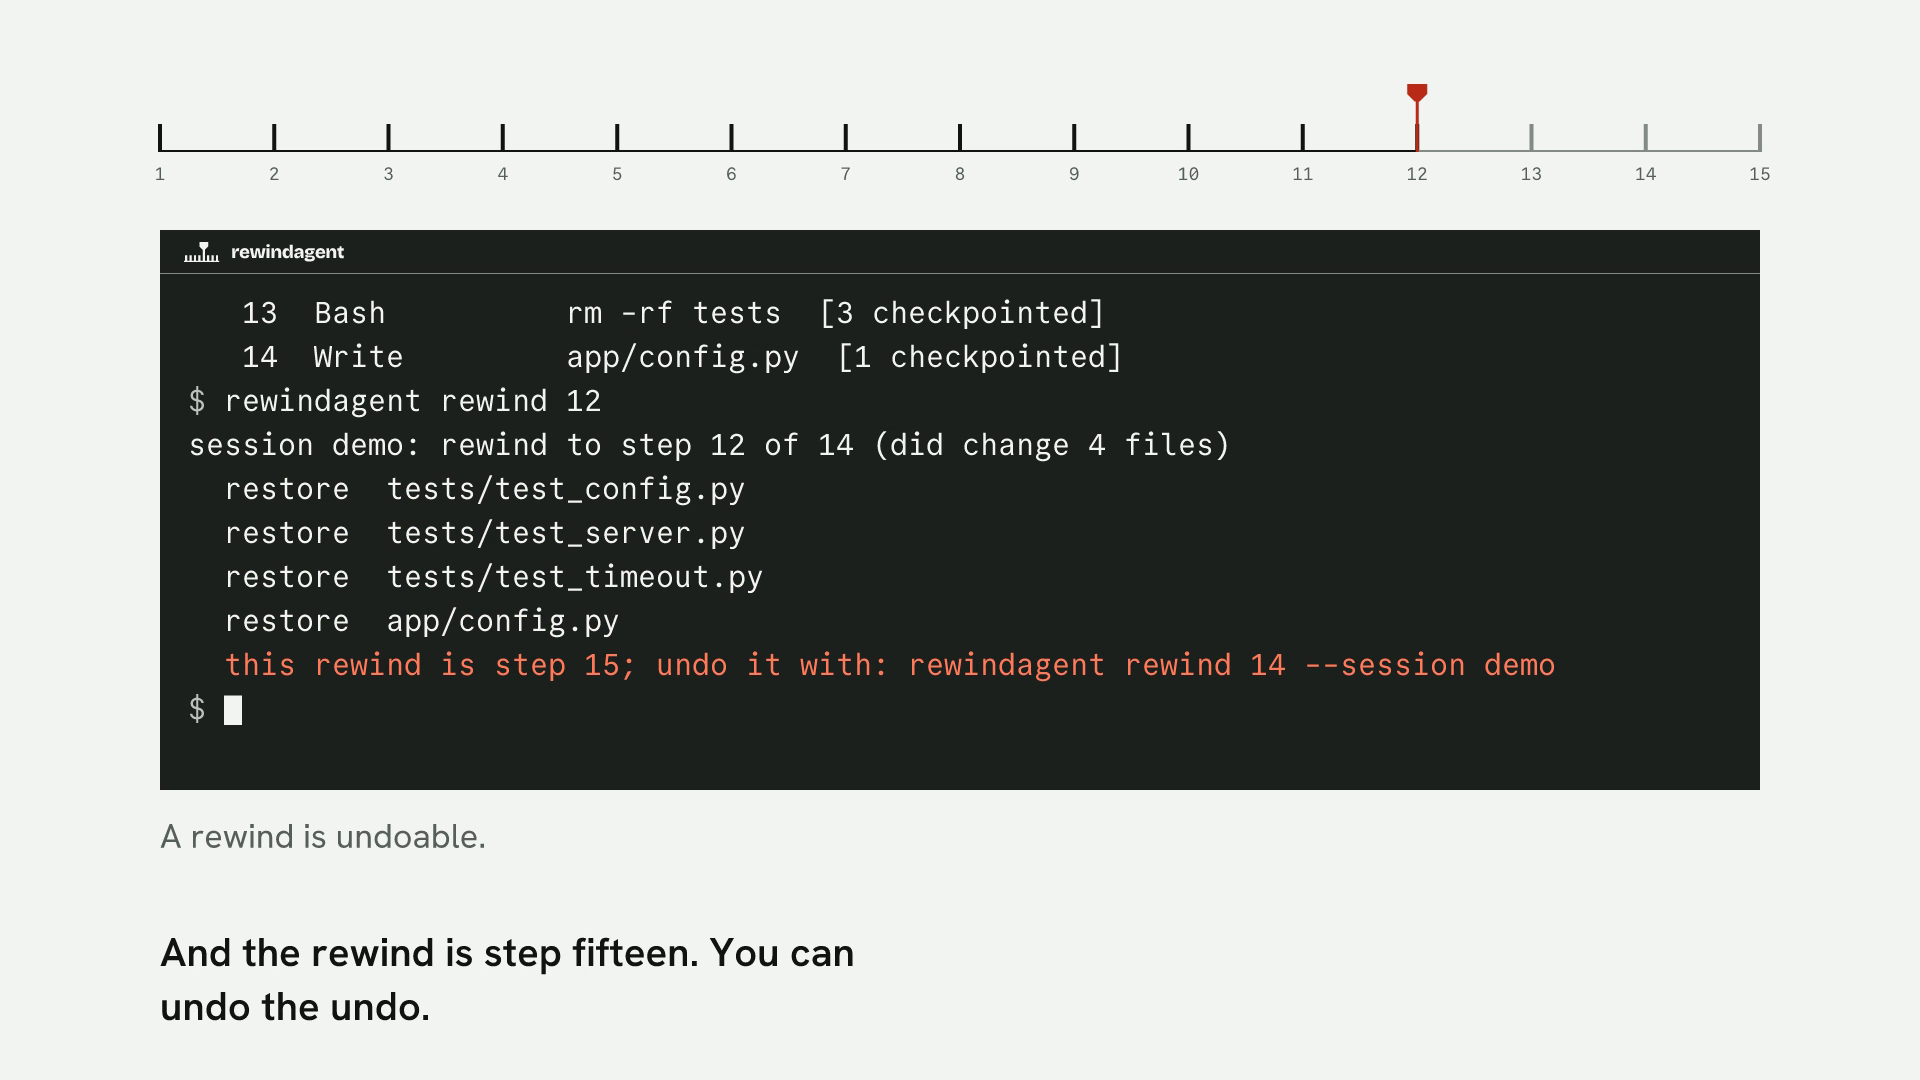 1 2 3 4 5 6 7 8 9 10 11 12 13 14 15
rewindagent
13 Bash rm -rf tests [3 checkpointed]
14 Write app/config.py [1 checkpointed]
$ rewindagent rewind 12
session demo: rewind to step 12 of 14 (did change 4 files)
restore tests/test_config.py
restore tests/test_server.py
restore tests/test_timeout.py
restore app/config.py
this rewind is step 15; undo it with: rewindagent rewind 14 --session demo
$
A rewind is undoable.
And the rewind is step fifteen. You can
undo the undo.